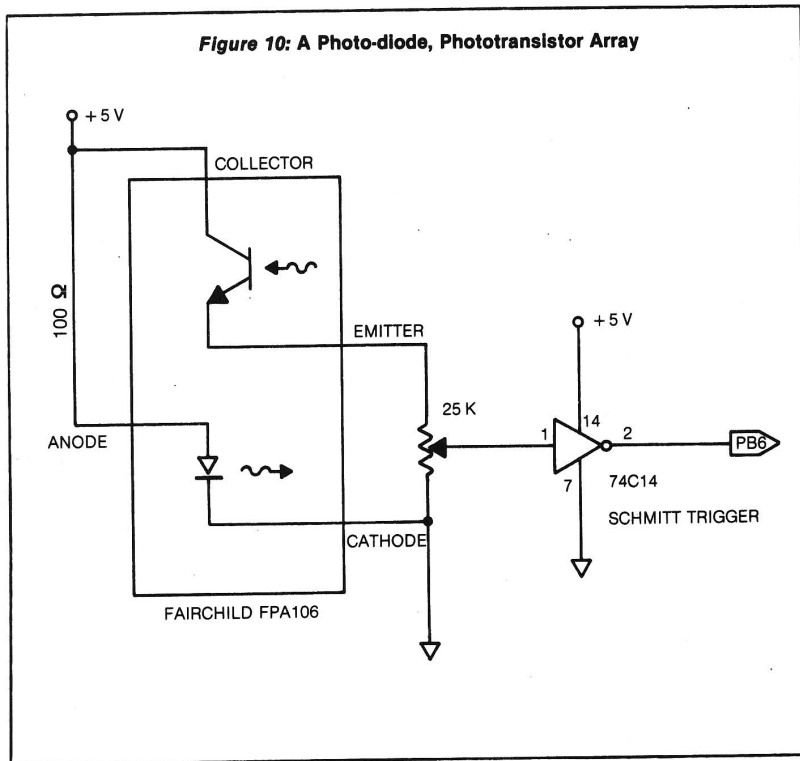 Figure 10: A Photo-diode, Phototransistor Array
+5 V
COLLECTOR
100 Ω
EMITTER
+5 V
25 K
14
1
2
PB6
ANODE
7
74C14
SCHMITT TRIGGER
CATHODE
FAIRCHILD FPA106